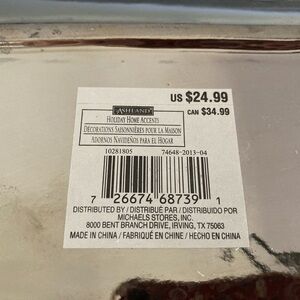 US $24.99
CAN $34.99
ASHLAND
HOLIDAY HOME ACCENTS
DÉCORATIONS SAISONNIÈRES POUR LA MAISON
ADORNOS NAVIDEÑOS PARA EL HOGAR
10281805 74648-2013-04
7 26674 68739 1
DISTRIBUTED BY / DISTRIBUÉ PAR / DISTRIBUIDO POR
MICHAELS STORES, INC.
8000 BENT BRANCH DRIVE, IRVING, TX 75063
MADE IN CHINA / FABRIQUÉ EN CHINE / HECHO EN CHINA